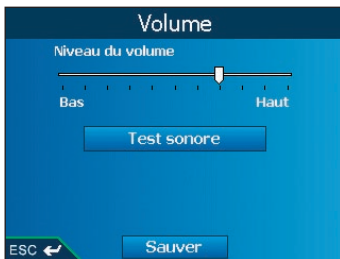 Volume
Niveau du volume
Bas Haut
Test sonore
ESC Sauver